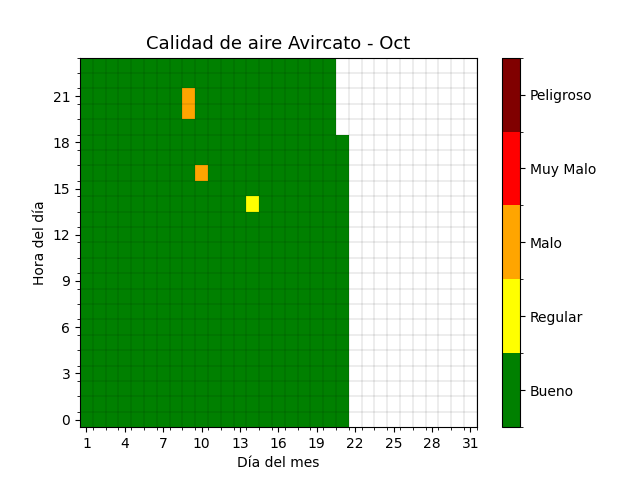 Calidad de aire Avircato - Oct
Hora del día
21
18
15
12
9
6
3
0
1 4 7 10 13 16 19 22 25 28 31
Día del mes
Peligroso
Muy Malo
Malo
Regular
Bueno